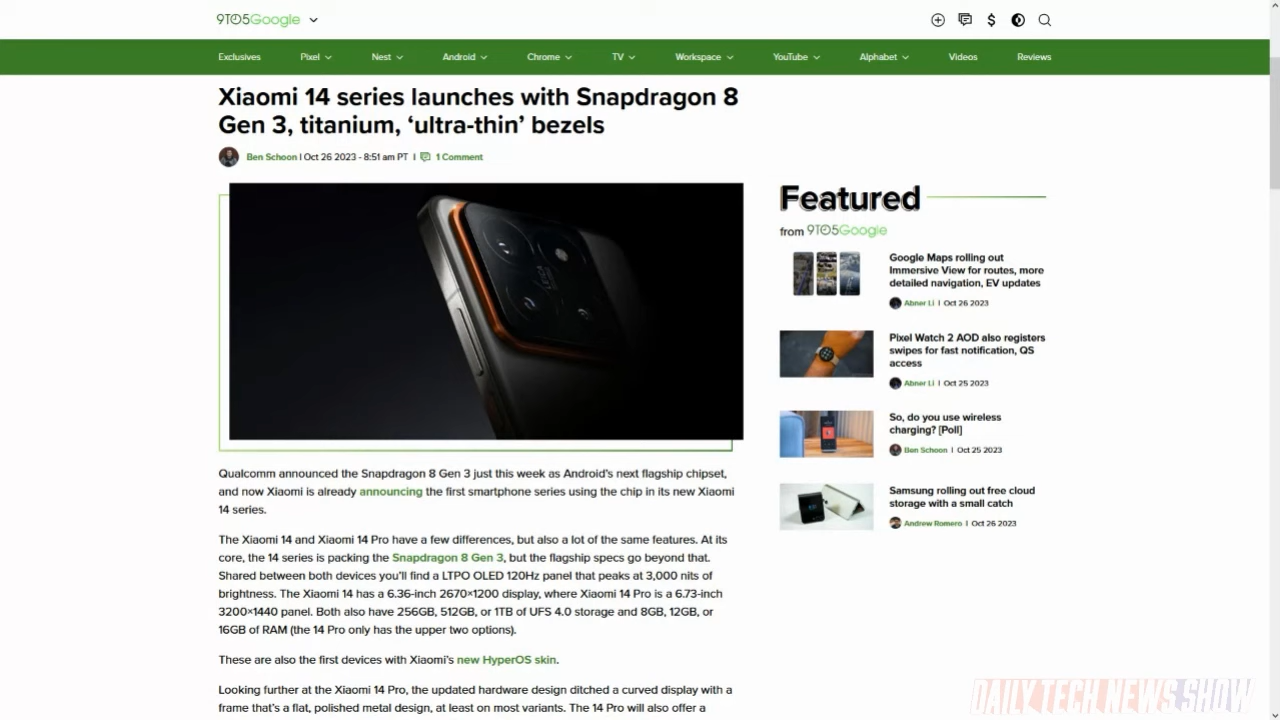 9TO5Google
Exclusives Pixel Nest Android Chrome TV Workspace YouTube Alphabet Videos Reviews
Xiaomi 14 series launches with Snapdragon 8
Gen 3, titanium, ‘ultra-thin’ bezels
Ben Schoon | Oct 26 2023 - 8:51 am PT | 1 Comment
Qualcomm announced the Snapdragon 8 Gen 3 just this week as Android’s next flagship chipset,
and now Xiaomi is already announcing the first smartphone series using the chip in its new Xiaomi
14 series.
The Xiaomi 14 and Xiaomi 14 Pro have a few differences, but also a lot of the same features. At its
core, the 14 series is packing the Snapdragon 8 Gen 3, but the flagship specs go beyond that.
Shared between both devices you’ll find a LTPO OLED 120Hz panel that peaks at 3,000 nits of
brightness. The Xiaomi 14 has a 6.36-inch 2670×1200 display, where Xiaomi 14 Pro is a 6.73-inch
3200×1440 panel. Both also have 256GB, 512GB, or 1TB of UFS 4.0 storage and 8GB, 12GB, or
16GB of RAM (the 14 Pro only has the upper two options).
These are also the first devices with Xiaomi’s new HyperOS skin.
Looking further at the Xiaomi 14 Pro, the updated hardware design ditched a curved display with a
frame that’s a flat, polished metal design, at least on most variants. The 14 Pro will also offer a
Featured
from 9TO5Google
Google Maps rolling out
Immersive View for routes, more
detailed navigation, EV updates
Abner Li | Oct 26 2023
Pixel Watch 2 AOD also registers
swipes for fast notification, QS
access
Abner Li | Oct 25 2023
So, do you use wireless
charging? [Poll]
Ben Schoon | Oct 25 2023
Samsung rolling out free cloud
storage with a small catch
Andrew Romero | Oct 26 2023
DAILY TECH NEWS SHOW